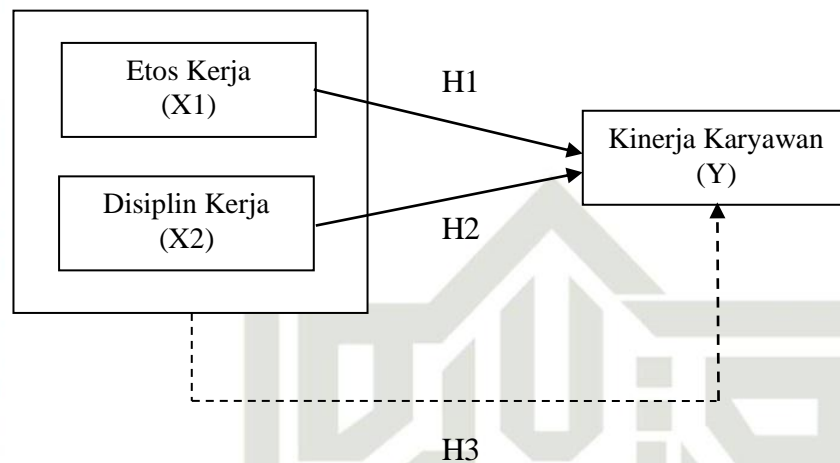 Etos Kerja
(X1)
H1
Kinerja Karyawan
(Y)
Disiplin Kerja
(X2)
H2
H3